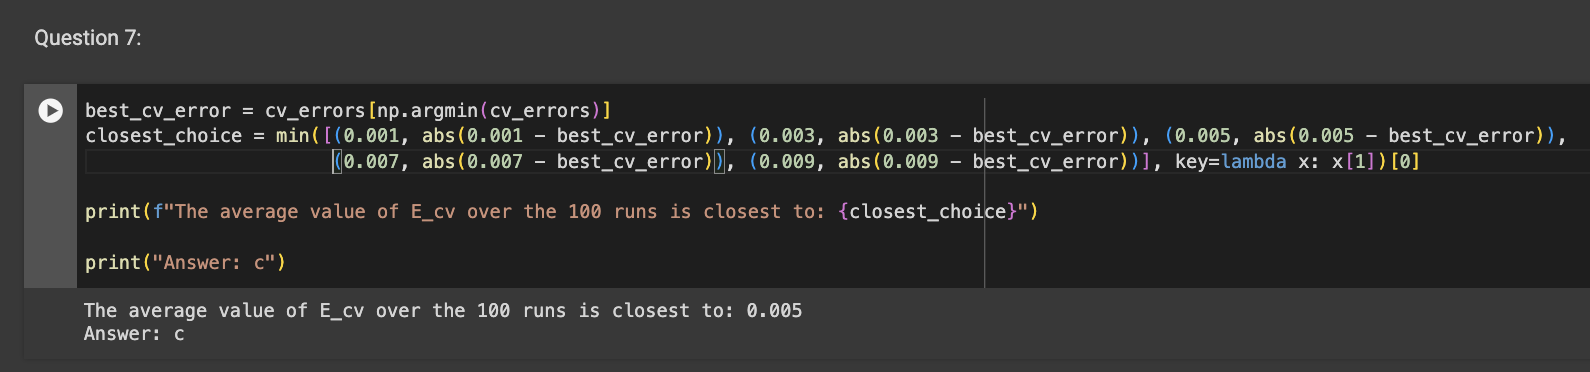 Question 7:
best_cv_error = cv_errors[np.argmin(cv_errors)]
closest_choice = min([(0.001, abs(0.001 - best_cv_error)), (0.003, abs(0.003 - best_cv_error)), (0.005, abs(0.005 - best_cv_error)),
(0.007, abs(0.007 - best_cv_error)), (0.009, abs(0.009 - best_cv_error))], key=lambda x: x[1])[0]
print(f"The average value of E_cv over the 100 runs is closest to: {closest_choice}")
print("Answer: c")
The average value of E_cv over the 100 runs is closest to: 0.005
Answer: c